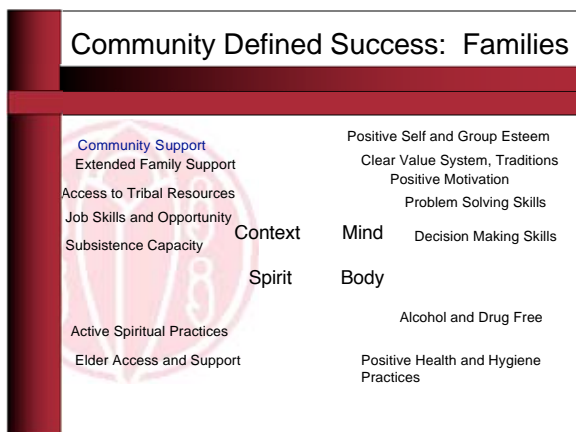 Community Defined Success: Families
Community Support
Extended Family Support
Access to Tribal Resources
Job Skills and Opportunity
Subsistence Capacity
Context
Positive Self and Group Esteem
Clear Value System, Traditions
Positive Motivation
Problem Solving Skills
Mind
Decision Making Skills
Spirit
Active Spiritual Practices
Elder Access and Support
Body
Alcohol and Drug Free
Positive Health and Hygiene
Practices